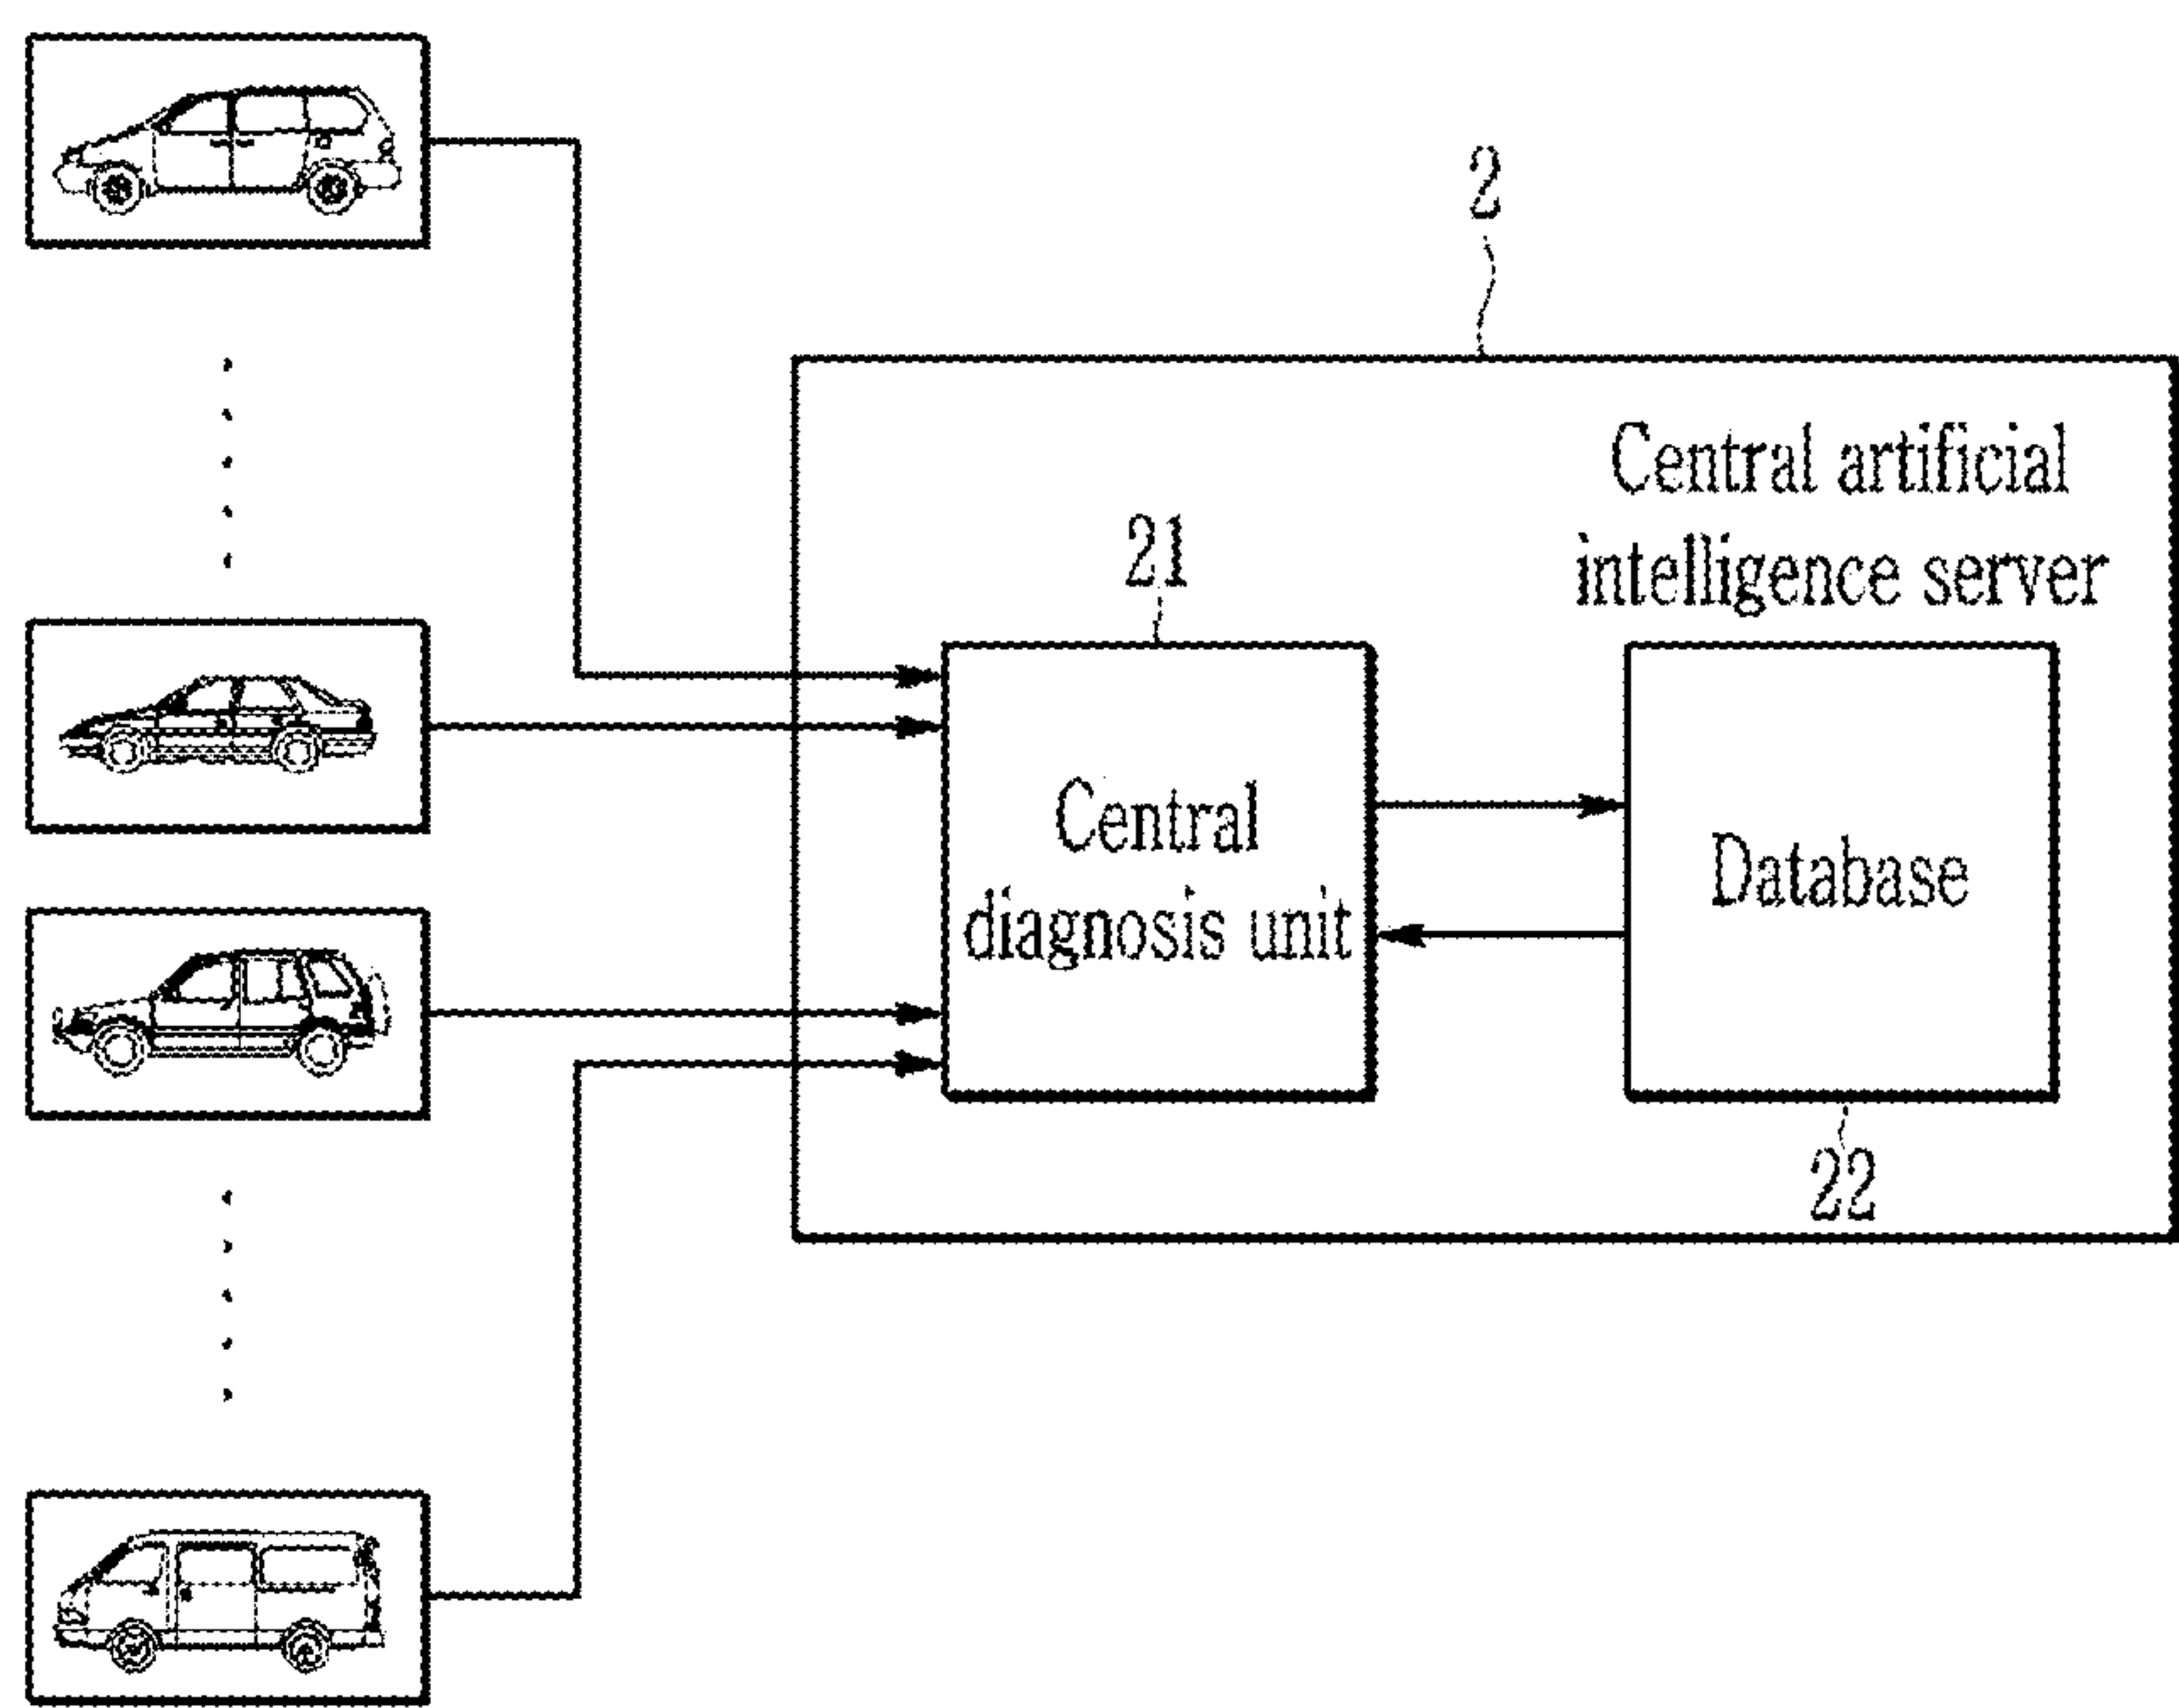 2
Central artificial
intelligence server
21
Central
diagnosis unit
Database
22